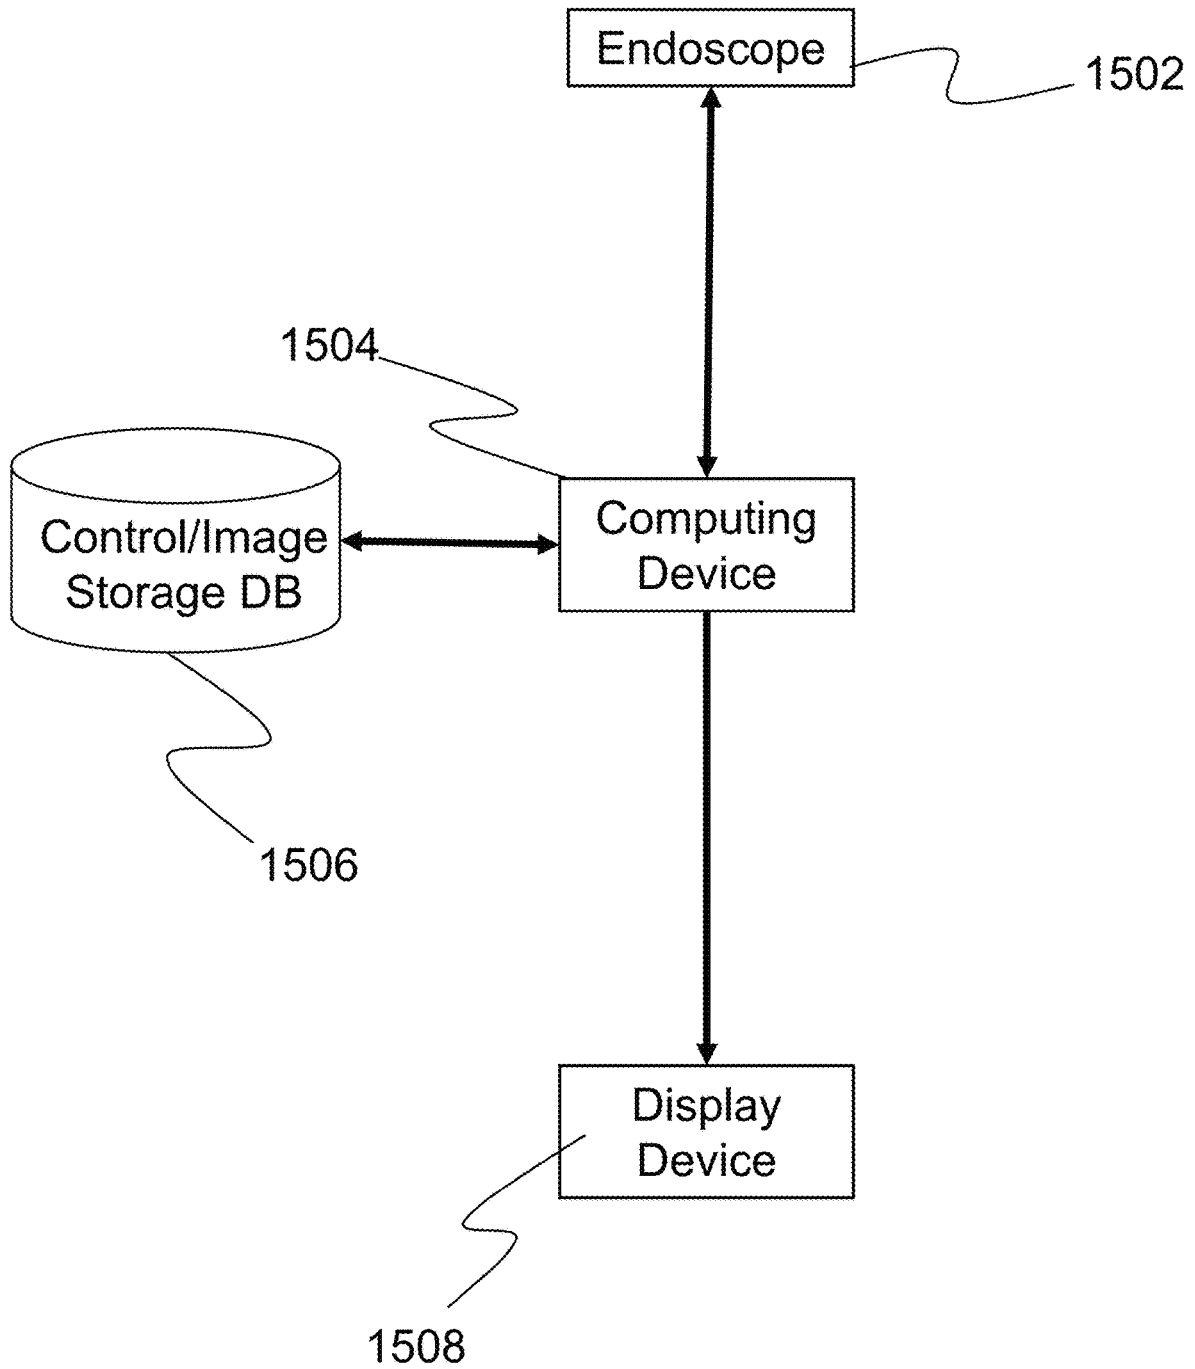 Endoscope
1502
1504
Computing
Device
Control/Image
Storage DB
1506
Display
Device
1508